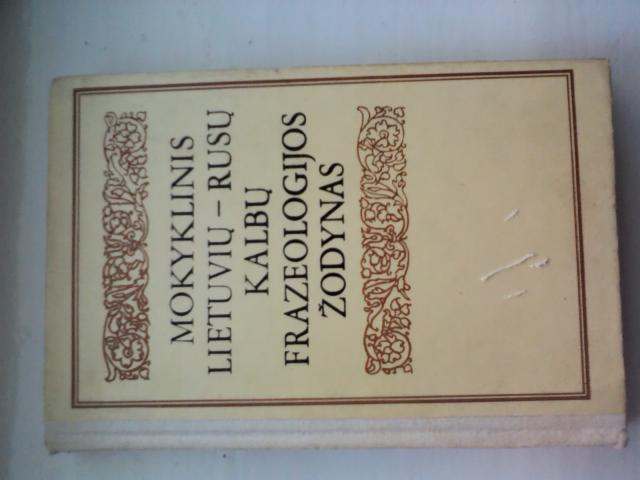 MOKYKLINIS
LIETUVIŲ – RUSŲ
KALBŲ
FRAZEOLOGIJOS
ŽODYNAS